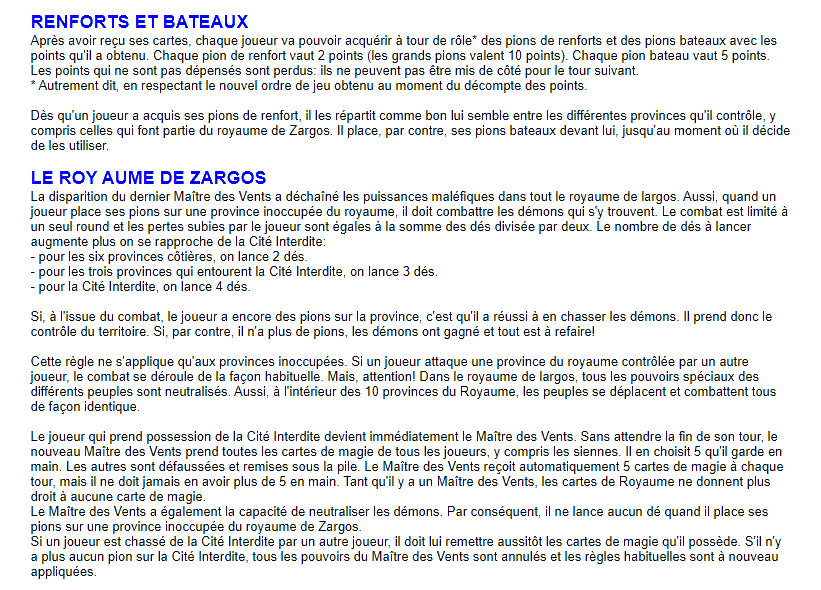 RENFORTS ET BATEAUX
Après avoir reçu ses cartes, chaque joueur va pouvoir acquérir à tour de rôle* des pions de renforts et des pions bateaux avec les
points qu'il a obtenu. Chaque pion de renfort vaut 2 points (les grands pions valent 10 points). Chaque pion bateau vaut 5 points.
Les points qui ne sont pas dépensés sont perdus: ils ne peuvent pas être mis de côté pour le tour suivant.
* Autrement dit, en respectant le nouvel ordre de jeu obtenu au moment du décompte des points.
Dès qu'un joueur a acquis ses pions de renfort, il les répartit comme bon lui semble entre les différentes provinces qu'il contrôle, y
compris celles qui font partie du royaume de Zargos. Il place, par contre, ses pions bateaux devant lui, jusqu'au moment où il décide
de les utiliser.
LE ROY AUME DE ZARGOS
La disparition du dernier Maître des Vents a déchaîné les puissances maléfiques dans tout le royaume de largos. Aussi, quand un
joueur place ses pions sur une province inoccupée du royaume, il doit combattre les démons qui s'y trouvent. Le combat est limité à
un seul round et les pertes subies par le joueur sont égales à la somme des dés divisée par deux. Le nombre de dés à lancer
augmente plus on se rapproche de la Cité Interdite:
- pour les six provinces côtières, on lance 2 dés.
- pour les trois provinces qui entourent la Cité Interdite, on lance 3 dés.
- pour la Cité Interdite, on lance 4 dés.
Si, à l'issue du combat, le joueur a encore des pions sur la province, c'est qu'il a réussi à en chasser les démons. Il prend donc le
contrôle du territoire. Si, par contre, il n'a plus de pions, les démons ont gagné et tout est à refaire!
Cette règle ne s'applique qu'aux provinces inoccupées. Si un joueur attaque une province du royaume contrôlée par un autre
joueur, le combat se déroule de la façon habituelle. Mais, attention! Dans le royaume de largos, tous les pouvoirs spéciaux des
différents peuples sont neutralisés. Aussi, à l'intérieur des 10 provinces du Royaume, les peuples se déplacent et combattent tous
de façon identique.
Le joueur qui prend possession de la Cité Interdite devient immédiatement le Maître des Vents. Sans attendre la fin de son tour, le
nouveau Maître des Vents prend toutes les cartes de magie de tous les joueurs, y compris les siennes. Il en choisit 5 qu'il garde en
main. Les autres sont défaussées et remises sous la pile. Le Maître des Vents reçoit automatiquement 5 cartes de magie à chaque
tour, mais il ne doit jamais en avoir plus de 5 en main. Tant qu'il y a un Maître des Vents, les cartes de Royaume ne donnent plus
droit à aucune carte de magie.
Le Maître des Vents a également la capacité de neutraliser les démons. Par conséquent, il ne lance aucun dé quand il place ses
pions sur une province inoccupée du royaume de Zargos.
Si un joueur est chassé de la Cité Interdite par un autre joueur, il doit lui remettre aussitôt les cartes de magie qu'il possède. S'il n'y
a plus aucun pion sur la Cité Interdite, tous les pouvoirs du Maître des Vents sont annulés et les règles habituelles sont à nouveau
appliquées.